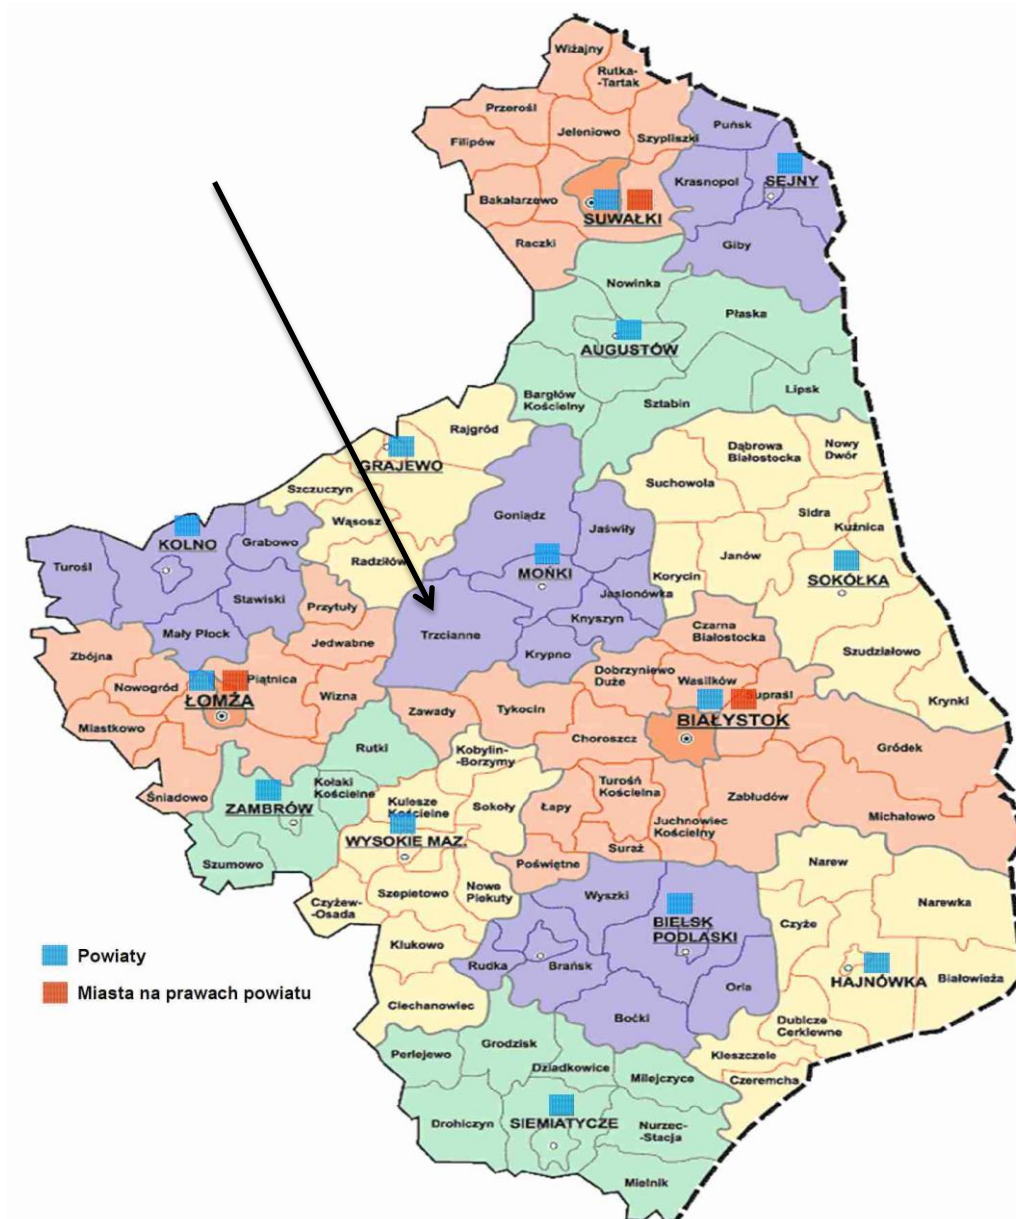 Wiżajny
Rutka-
-Tartak
Przerośl
Jeleniowo
Szypliszki
Puńsk
Filipów
SEJNY
Krasnopol
Bakałarzewo
SUWAŁKI
Raczki
Giby
Nowinka
Płaska
AUGUSTÓW
Lipsk
Bargłów
Kościelny
Sztabin
Rajgród
GRAJEWO
Dąbrowa
Białostocka
Nowy
Dwór
Szczuczyn
Suchowola
Goniądz
Sidra
Wąsosz
Jaświły
Kuźnica
KOLNO
Grabowo
Radziłów
Janów
Turośl
MOŃKI
Korycin
SOKÓŁKA
Stawiski
Jasionówka
Przytuły
Knyszyn
Trzcianne
Czarna
Białostocka
Mały Płock
Jedwabne
Krypno
Szudziałowo
Zbójna
Dobrzyniewo
Duże
Wasilków
Nowogród
Piątnica
Wizna
Supraśl
ŁOMŻA
Krynki
Zawady
Tykocin
BIAŁYSTOK
Miastkowo
Choroszcz
Rutki
Kobylin-
-Borzymy
Gródek
Śniadowo
Kołaki
Kościelne
Turośń
Kościelna
ZAMBRÓW
Kulesze
Kościelne
Sokoły
Łapy
Zabłudów
Michałowo
Juchnowiec
Kościelny
WYSOKIE MAZ.
Suraż
Szumowo
Poświętne
Narew
Szepietowo
Nowe
Piekuty
Wyszki
Czyżew-
-Osada
Narewka
BIELSK
PODLASKI
Czyże
Klukowo
Rudka
Brańsk
Białowieża
HAJNÓWKA
Orla
Ciechanowiec
Boćki
Dubicze
Cerkiewne
Powiaty
Miasta na prawach powiatu
Grodzisk
Perlejewo
Kleszczele
Dziadkowice
Milejczyce
Czeremcha
Drohiczyn
SIEMIATYCZE
Nurzec-
-Stacja
Mielnik